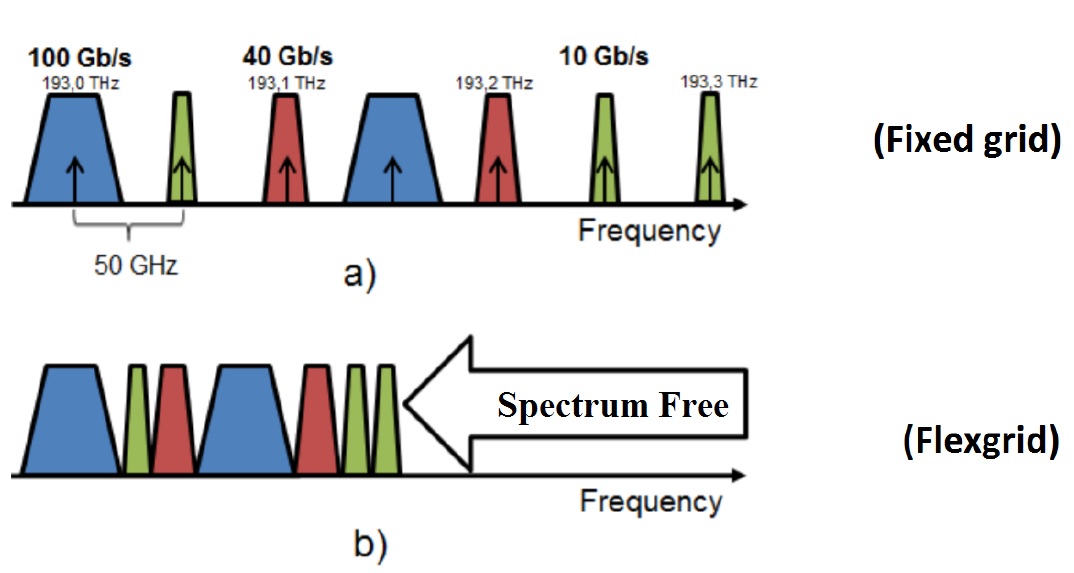 100 Gb/s 40 Gb/s 10 Gb/s
193,0 THz 193,1 THz 193,2 THz 193,3 THz
(Fixed grid)
Frequency
50 GHz
a)
Spectrum Free
(Flexgrid)
Frequency
b)